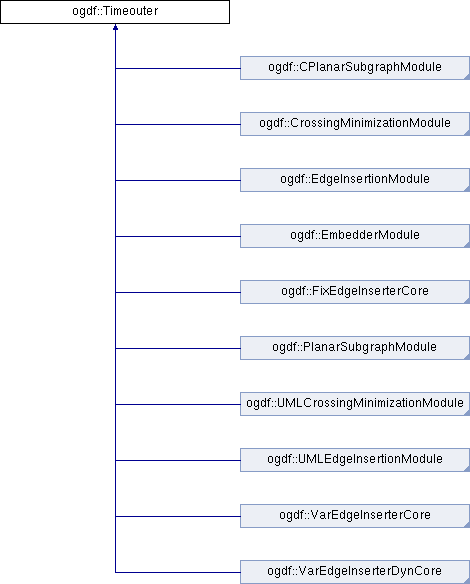 ogdf::Timeouter
ogdf::CPlanarSubgraphModule
ogdf::CrossingMinimizationModule
ogdf::EdgeInsertionModule
ogdf::EmbedderModule
ogdf::FixEdgeInserterCore
ogdf::PlanarSubgraphModule
ogdf::UMLCrossingMinimizationModule
ogdf::UMLEdgeInsertionModule
ogdf::VarEdgeInserterCore
ogdf::VarEdgeInserterDynCore